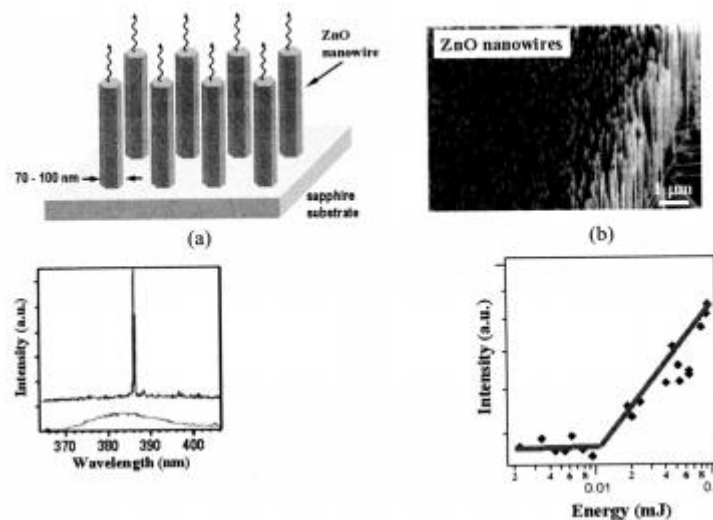 ZnO
nanowire
70 - 100 nm
sapphire
substrate
(a)
ZnO nanowires
1 µm
(b)
Intensity (a.u.)
370 380 390 400
Wavelength (nm)
Intensity (a.u.)
2 4 6 8 2 4 6 8
0.01
Energy (mJ)